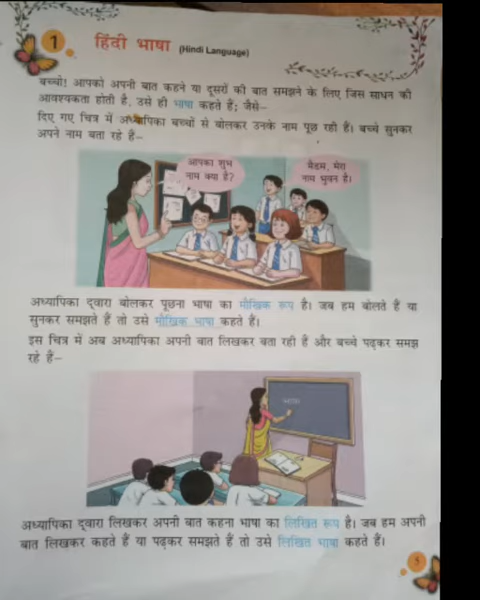 1
हिंदी भाषा (Hindi Language)
बच्चो! आपको अपनी बात कहने या दूसरों की बात समझने के लिए जिस साधन की
आवश्यकता होती है, उसे ही भाषा कहते हैं; जैसे–
दिए गए चित्र में अध्यापिका बच्चों से बोलकर उनके नाम पूछ रही हैं। बच्चे सुनकर
अपने नाम बता रहे हैं–
आपका शुभ
नाम क्या है?
मैडम, मेरा
नाम भुवन है।
अध्यापिका द्वारा बोलकर पूछना भाषा का मौखिक रूप है। जब हम बोलते हैं या
सुनकर समझते हैं तो उसे मौखिक भाषा कहते हैं।
इस चित्र में अब अध्यापिका अपनी बात लिखकर बता रही हैं और बच्चे पढ़कर समझ
रहे हैं–
भाषा
अध्यापिका द्वारा लिखकर अपनी बात कहना भाषा का लिखित रूप है। जब हम अपनी
बात लिखकर कहते हैं या पढ़कर समझते हैं तो उसे लिखित भाषा कहते हैं।
5